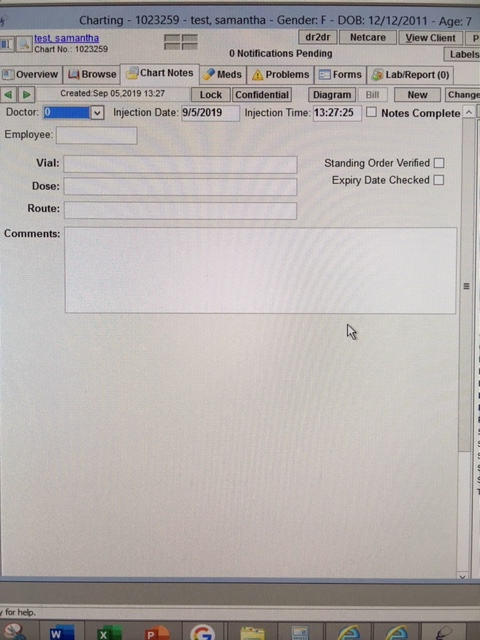 Charting - 1023259 - test, samantha - Gender: F - DOB: 12/12/2011 - Age: 7
test, samantha
Chart No.: 1023259
dr2dr Netcare View Client P
0 Notifications Pending
Labels
Overview Browse Chart Notes Meds Problems Forms Lab/Report (0)
Created:Sep 05,2019 13:27 Lock Confidential Diagram Bill New Change
Doctor: 0 Injection Date: 9/5/2019 Injection Time: 13:27:25 Notes Complete
Employee:
Vial: Standing Order Verified
Dose: Expiry Date Checked
Route:
Comments:
y for help.
W X P G